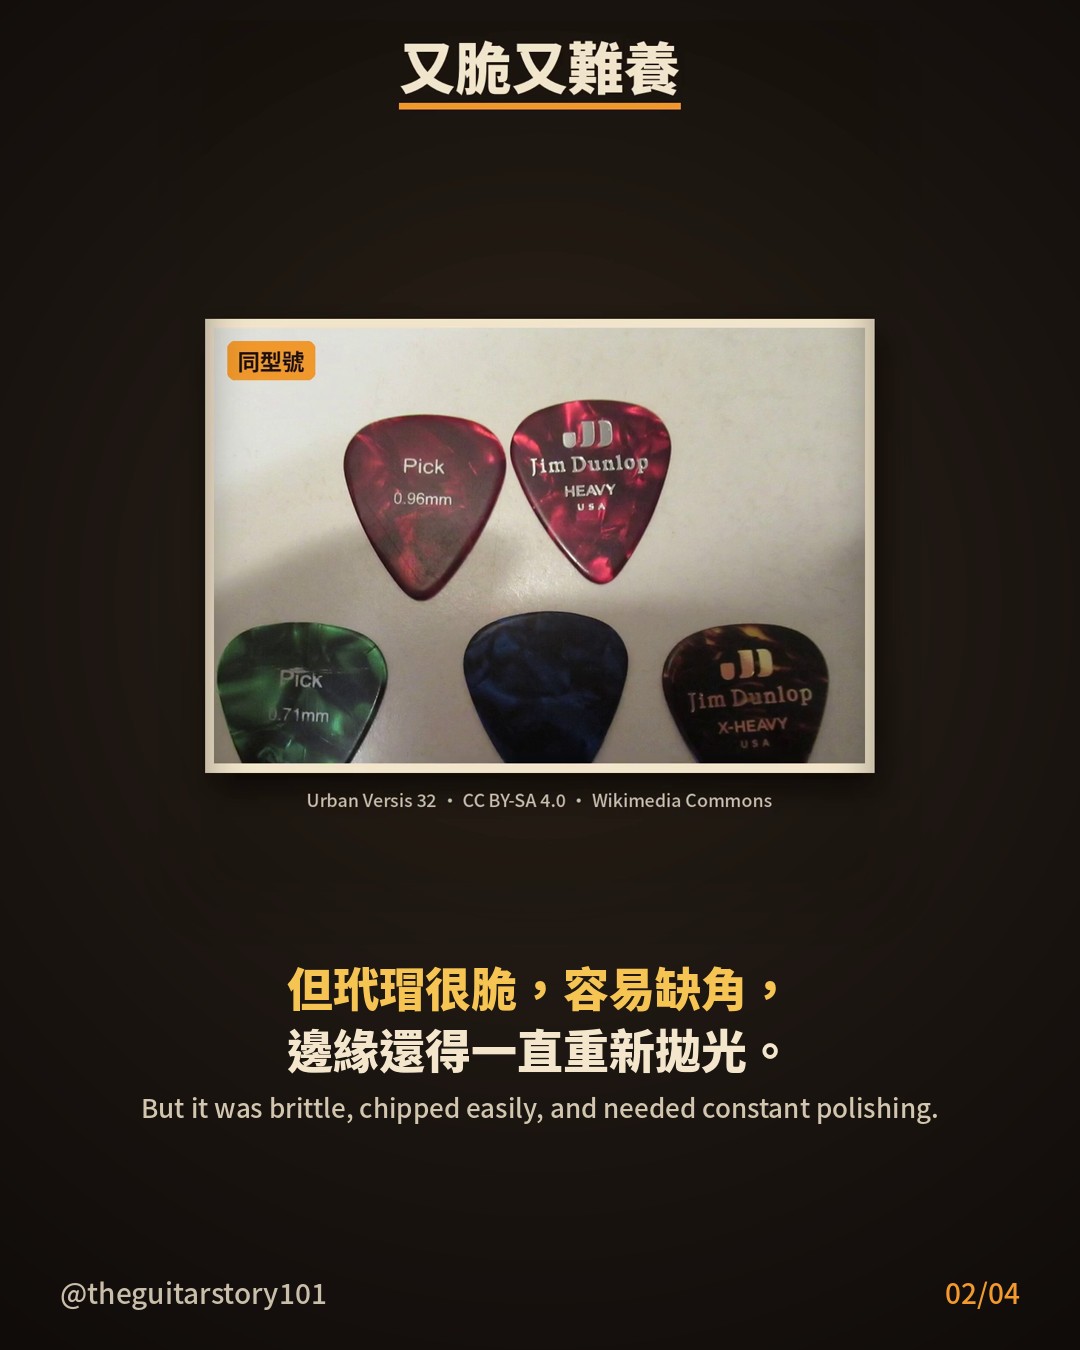 又脆又難養
同型號
Pick
0.96mm
Jim Dunlop
HEAVY
USA
Pick
0.71mm
Jim Dunlop
X-HEAVY
USA
Urban Versis 32 • CC BY-SA 4.0 • Wikimedia Commons
但玳瑁很脆，容易缺角，
邊緣還得一直重新拋光。
But it was brittle, chipped easily, and needed constant polishing.
@theguitarstory101
02/04